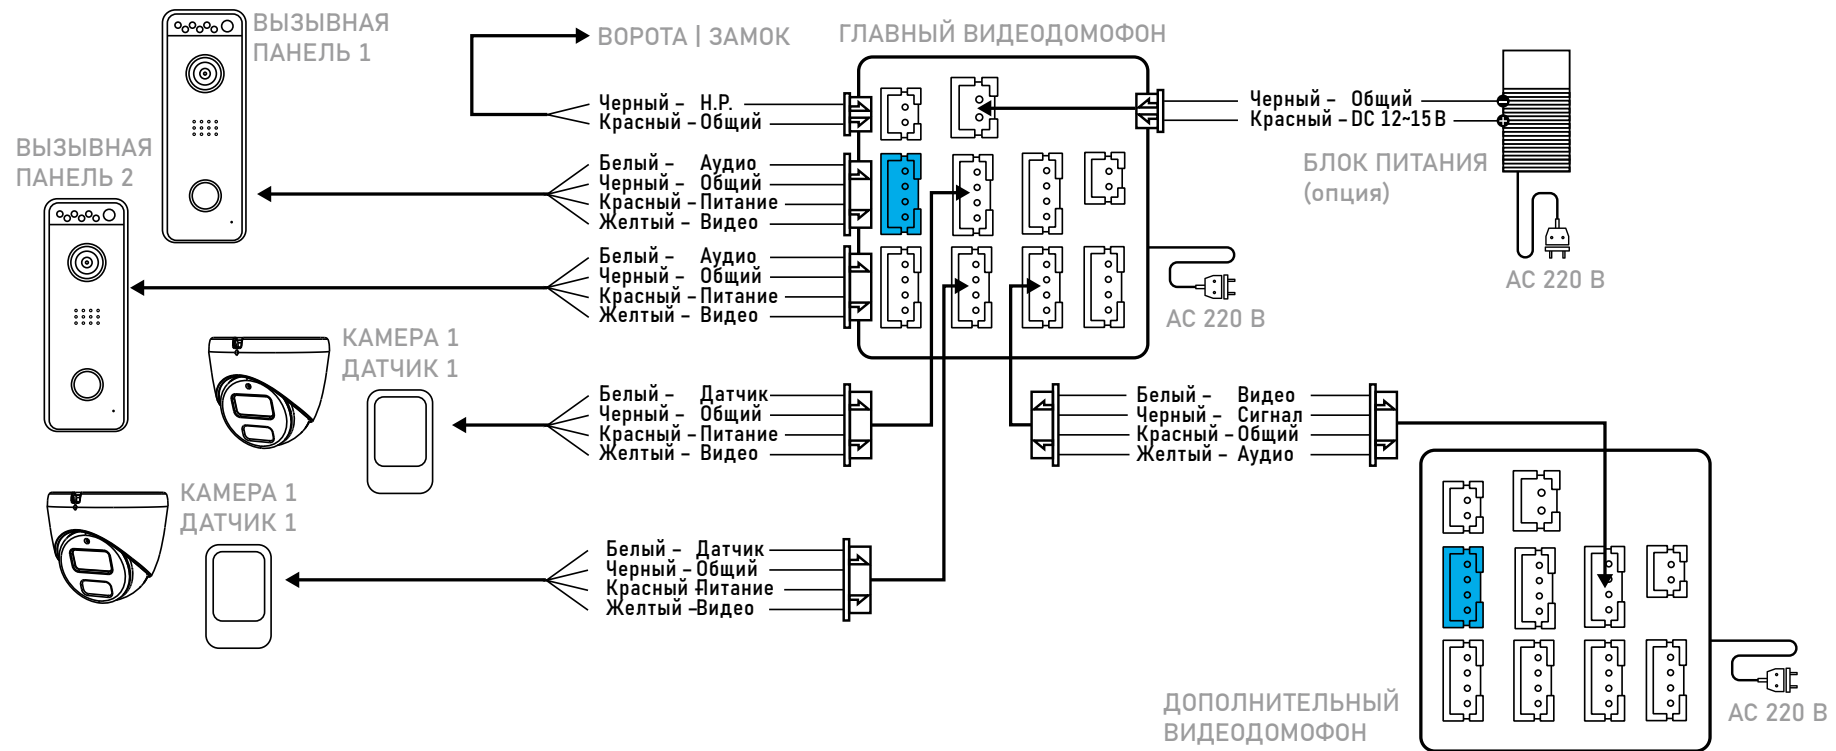 ВЫЗЫВНАЯ
ПАНЕЛЬ 1
ВОРОТА | ЗАМОК
ГЛАВНЫЙ ВИДЕОДОМОФОН
Черный – Н.Р.
Красный – Общий
Черный – Общий
Красный – DC 12~15 В
ВЫЗЫВНАЯ
ПАНЕЛЬ 2
Белый – Аудио
Черный – Общий
Красный – Питание
Желтый – Видео
БЛОК ПИТАНИЯ
(опция)
Белый – Аудио
Черный – Общий
Красный – Питание
Желтый – Видео
АС 220 В
АС 220 В
КАМЕРА 1
ДАТЧИК 1
Белый – Датчик
Черный – Общий
Красный – Питание
Желтый – Видео
Белый – Видео
Черный – Сигнал
Красный – Общий
Желтый – Аудио
КАМЕРА 1
ДАТЧИК 1
Белый – Датчик
Черный – Общий
Красный – Питание
Желтый – Видео
ДОПОЛНИТЕЛЬНЫЙ
ВИДЕОДОМОФОН
АС 220 В